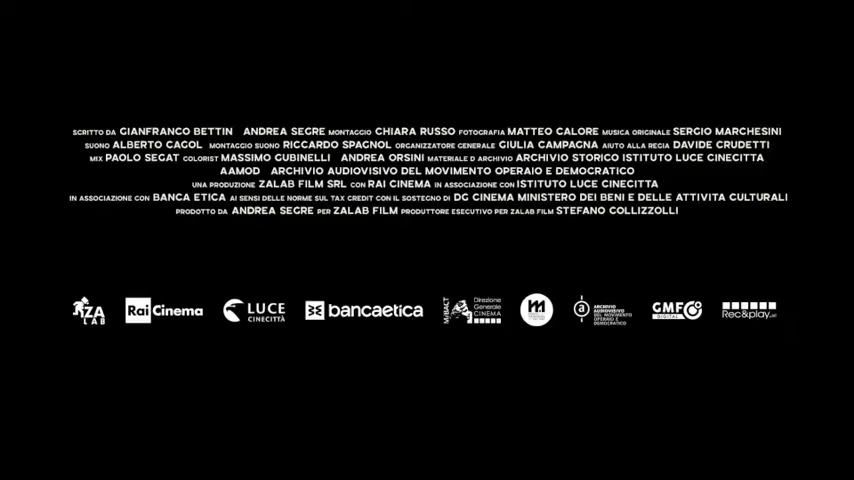 SCRITTO DA GIANFRANCO BETTIN ANDREA SEGRE MONTAGGIO CHIARA RUSSO FOTOGRAFIA MATTEO CALORE MUSICA ORIGINALE SERGIO MARCHESINI
SUONO ALBERTO CAGOL MONTAGGIO SUONO RICCARDO SPAGNOL ORGANIZZATORE GENERALE GIULIA CAMPAGNA AIUTO ALLA REGIA DAVIDE CRUDETTI
MIX PAOLO SEGAT COLORIST MASSIMO GUBINELLI ANDREA ORSINI MATERIALE D ARCHIVIO ARCHIVIO STORICO ISTITUTO LUCE CINECITTA
AAMOD ARCHIVIO AUDIOVISIVO DEL MOVIMENTO OPERAIO E DEMOCRATICO
UNA PRODUZIONE ZALAB FILM SRL CON RAI CINEMA IN ASSOCIAZIONE CON ISTITUTO LUCE CINECITTA
IN ASSOCIAZIONE CON BANCA ETICA AI SENSI DELLE NORME SUL TAX CREDIT CON IL SOSTEGNO DI DG CINEMA MINISTERO DEI BENI E DELLE ATTIVITA CULTURALI
PRODOTTO DA ANDREA SEGRE PER ZALAB FILM PRODUTTORE ESECUTIVO PER ZALAB FILM STEFANO COLLIZZOLLI
ZA
LAB
Rai Cinema
LUCE
CINECITTÀ
bancaetica
MiBACT
Direzione
Generale
CINEMA
m.
a
ARCHIVIO
AUDIOVISIVO
DEL MOVIMENTO
OPERAIO E
DEMOCRATICO
GMF
DIGITAL
Rec&play.srl